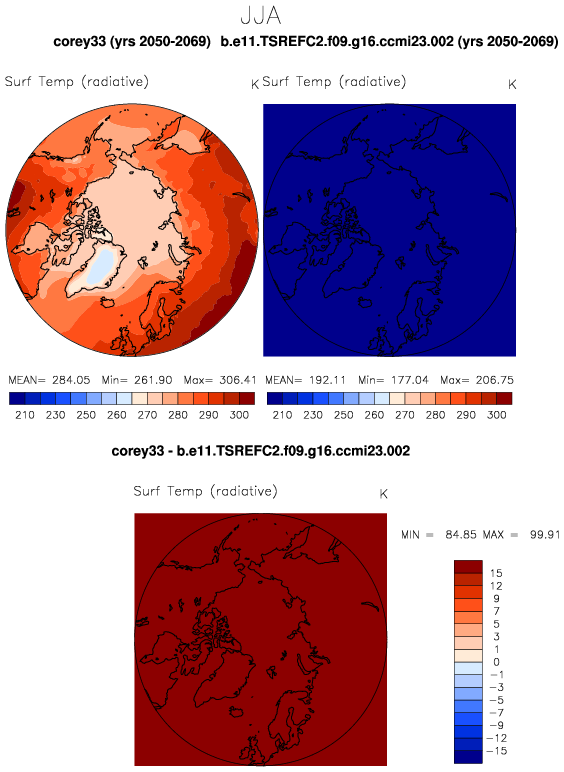 JJA
corey33 (yrs 2050-2069) b.e11.TSREFC2.f09.g16.ccmi23.002 (yrs 2050-2069)
Surf Temp (radiative) K Surf Temp (radiative) K
MEAN= 284.05 Min= 261.90 Max= 306.41 MEAN= 192.11 Min= 177.04 Max= 206.75
210 230 250 260 270 280 290 300 210 230 250 260 270 280 290 300
corey33 - b.e11.TSREFC2.f09.g16.ccmi23.002
Surf Temp (radiative) K
MIN = 84.85 MAX = 99.91
15
12
9
7
5
3
1
0
-1
-3
-5
-7
-9
-12
-15